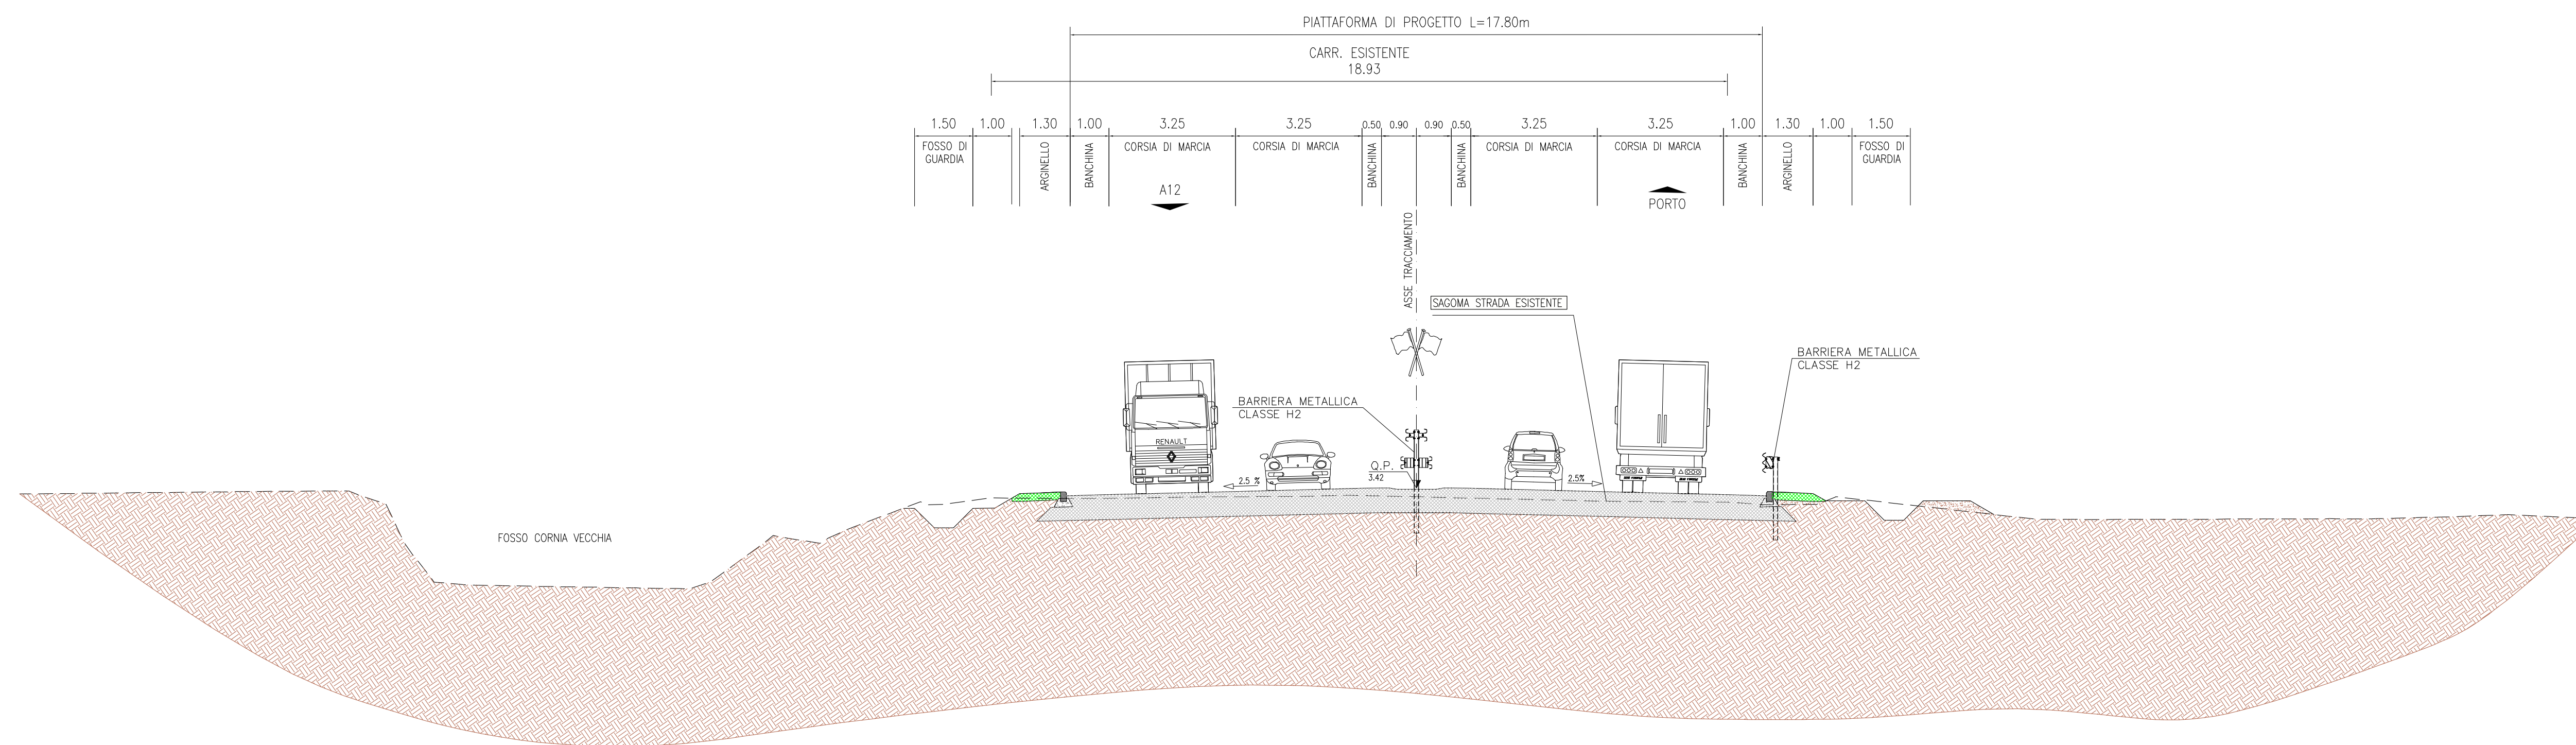 PIATTAFORMA DI PROGETTO L=17.80m
CARR. ESISTENTE
18.93
1.50 1.00 1.30 1.00 3.25 3.25 0.50 0.90 0.90 0.50 3.25 3.25 1.00 1.30 1.00 1.50
FOSSO DI
GUARDIA
ARGINELLO
BANCHINA
CORSIA DI MARCIA
CORSIA DI MARCIA
BANCHINA
BANCHINA
CORSIA DI MARCIA
CORSIA DI MARCIA
BANCHINA
ARGINELLO
FOSSO DI
GUARDIA
A12
PORTO
ASSE TRACCIAMENTO
SAGOMA STRADA ESISTENTE
BARRIERA METALLICA
CLASSE H2
BARRIERA METALLICA
CLASSE H2
RENAULT
Q.P.
3.42
2.5 %
2.5%
FOSSO CORNIA VECCHIA